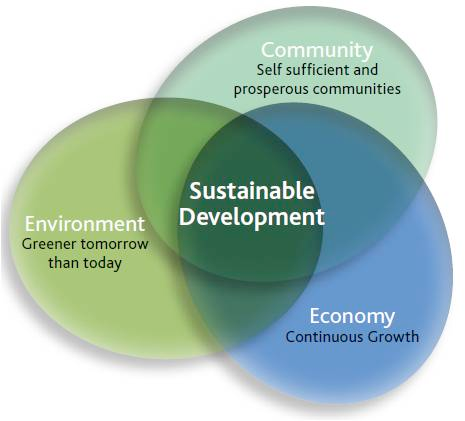 Community
Self sufficient and
prosperous communities
Sustainable
Development
Environment
Greener tomorrow
than today
Economy
Continuous Growth